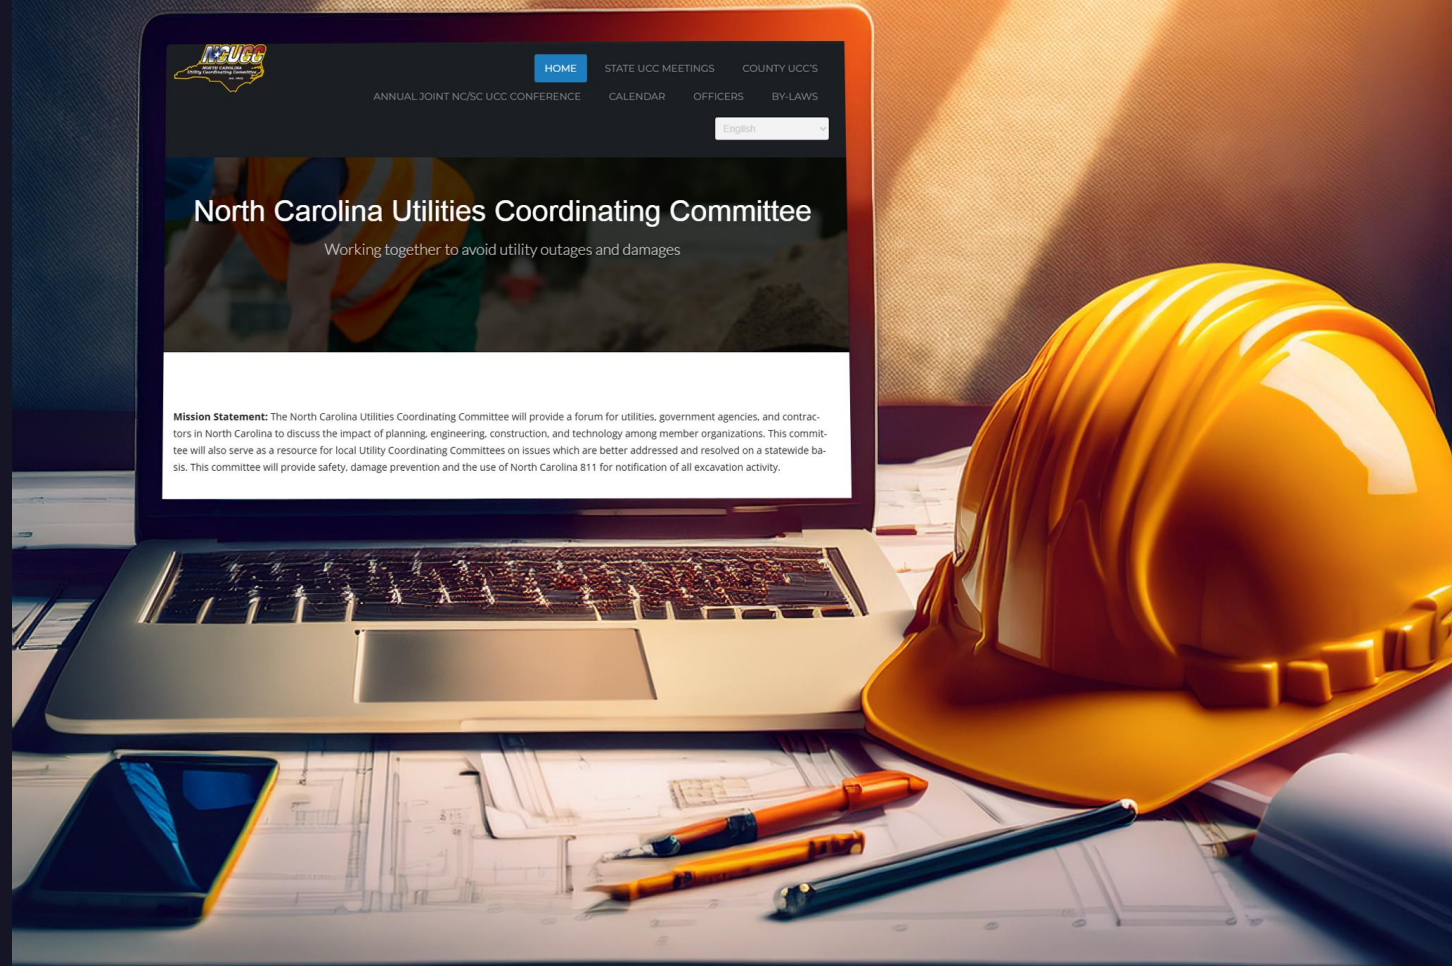 NCUCC
NORTH CAROLINA
Utility Coordinating Committee
HOME
STATE UCC MEETINGS
COUNTY UCC'S
ANNUAL JOINT NC/SC UCC CONFERENCE
CALENDAR
OFFICERS
BY-LAWS
English
North Carolina Utilities Coordinating Committee
Working together to avoid utility outages and damages
Mission Statement: The North Carolina Utilities Coordinating Committee will provide a forum for utilities, government agencies, and contrac-
tors in North Carolina to discuss the impact of planning, engineering, construction, and technology among member organizations. This commit-
tee will also serve as a resource for local Utility Coordinating Committees on issues which are better addressed and resolved on a statewide ba-
sis. This committee will provide safety, damage prevention and the use of North Carolina 811 for notification of all excavation activity.